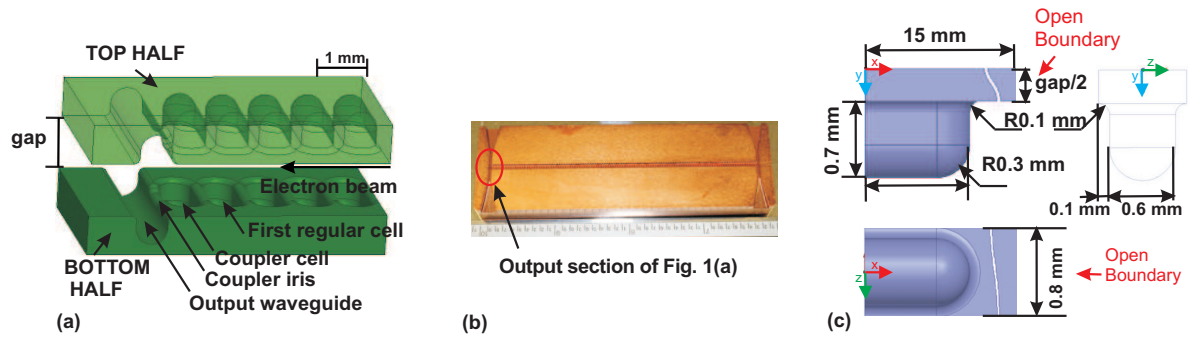 (a)
TOP HALF
1 mm
gap
Electron beam
First regular cell
Coupler cell
Coupler iris
Output waveguide
BOTTOM
HALF
(b)
Output section of Fig. 1(a)
(c)
15 mm
Open
Boundary
x
y
gap/2
z
y
R0.1 mm
0.7 mm
R0.3 mm
0.1 mm
0.6 mm
x
z
0.8 mm
Open
Boundary